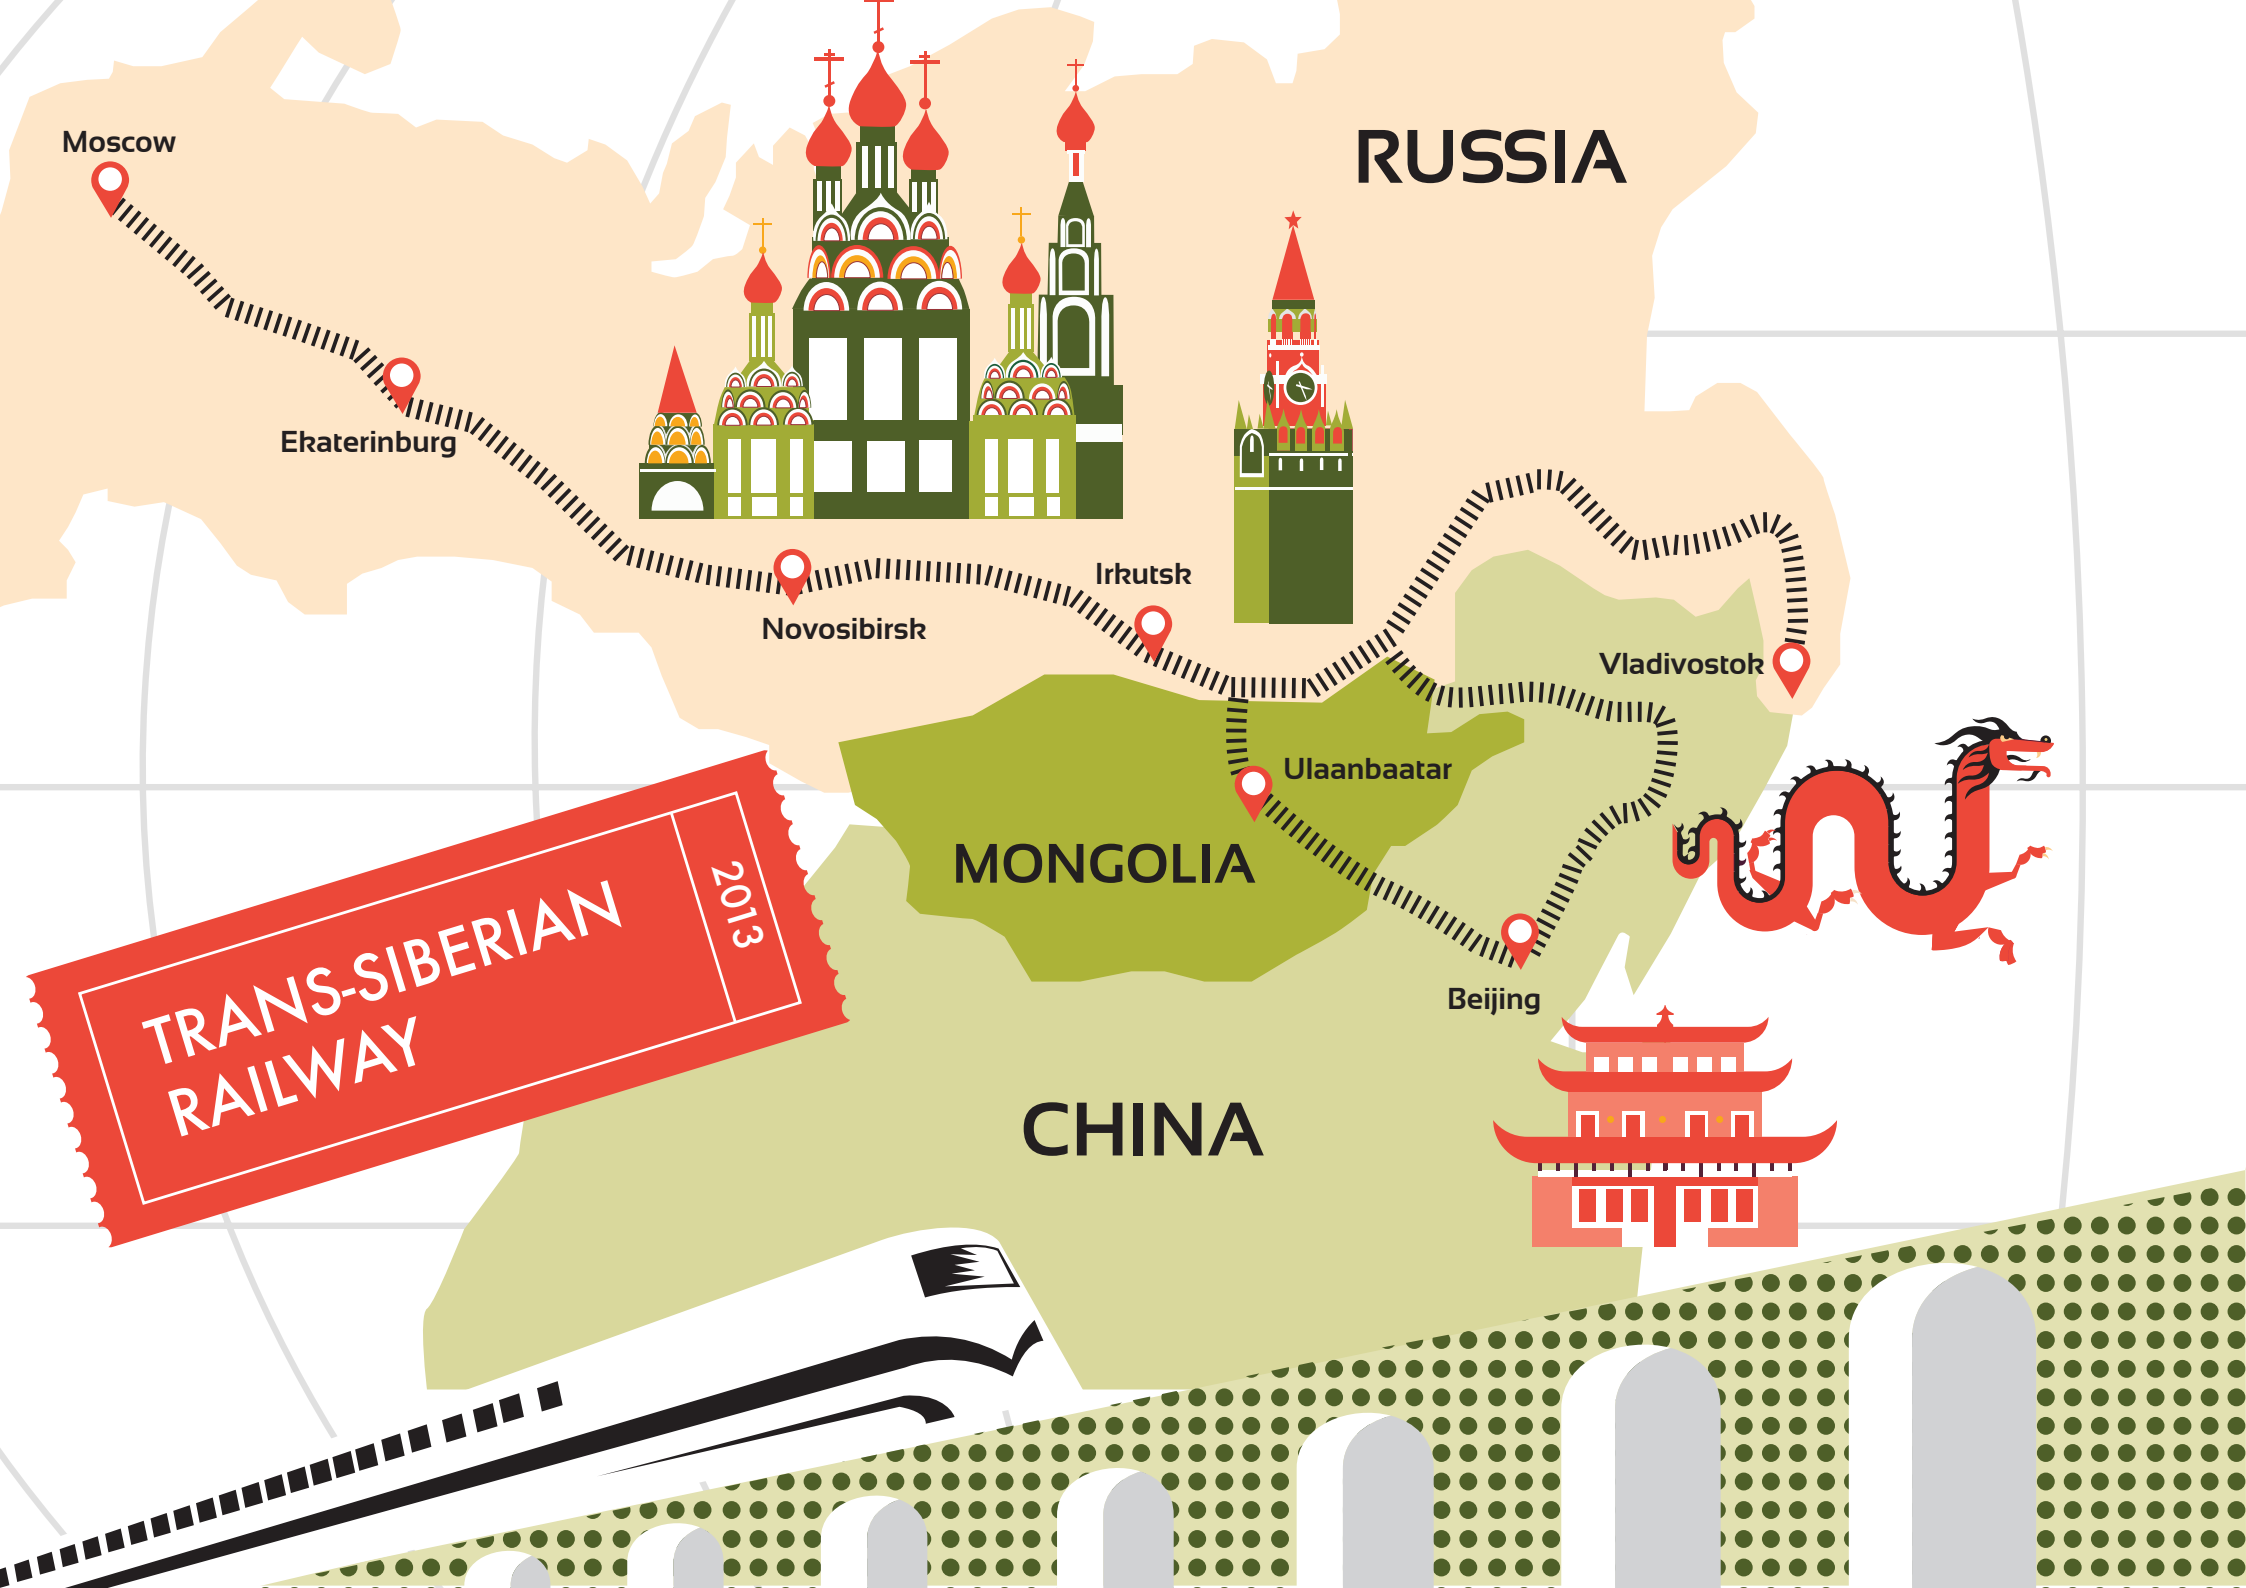 Moscow
RUSSIA
Ekaterinburg
Irkutsk
Novosibirsk
Vladivostok
Ulaanbaatar
MONGOLIA
TRANS-SIBERIAN
RAILWAY
2013
Beijing
CHINA